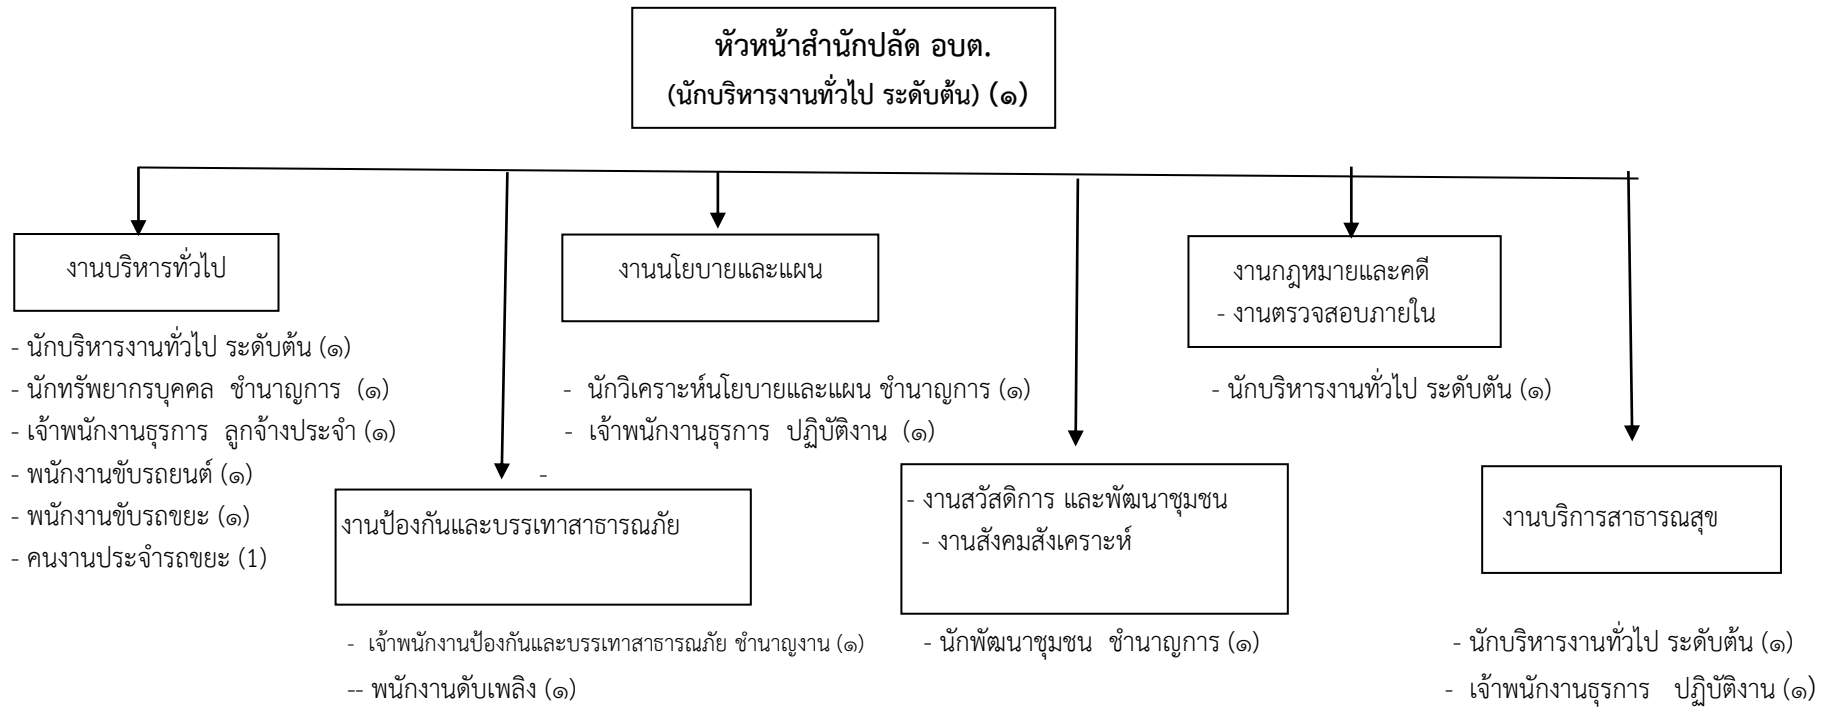 หัวหน้าสำนักปลัด อบต.
(นักบริหารงานทั่วไป ระดับต้น) (๑)
งานบริหารทั่วไป
- นักบริหารงานทั่วไป ระดับต้น (๑)
- นักทรัพยากรบุคคล ชำนาญการ (๑)
- เจ้าพนักงานธุรการ ลูกจ้างประจำ (๑)
- พนักงานขับรถยนต์ (๑)
- พนักงานขับรถขยะ (๑)
- คนงานประจำรถขยะ (1)
งานป้องกันและบรรเทาสาธารณภัย
- เจ้าพนักงานป้องกันและบรรเทาสาธารณภัย ชำนาญงาน (๑)
-- พนักงานดับเพลิง (๑)
งานนโยบายและแผน
- นักวิเคราะห์นโยบายและแผน ชำนาญการ (๑)
- เจ้าพนักงานธุรการ ปฏิบัติงาน (๑)
-
- งานสวัสดิการ และพัฒนาชุมชน
- งานสังคมสังเคราะห์
- นักพัฒนาชุมชน ชำนาญการ (๑)
งานกฎหมายและคดี
- งานตรวจสอบภายใน
- นักบริหารงานทั่วไป ระดับตัน (๑)
งานบริการสาธารณสุข
- นักบริหารงานทั่วไป ระดับต้น (๑)
- เจ้าพนักงานธุรการ ปฏิบัติงาน (๑)